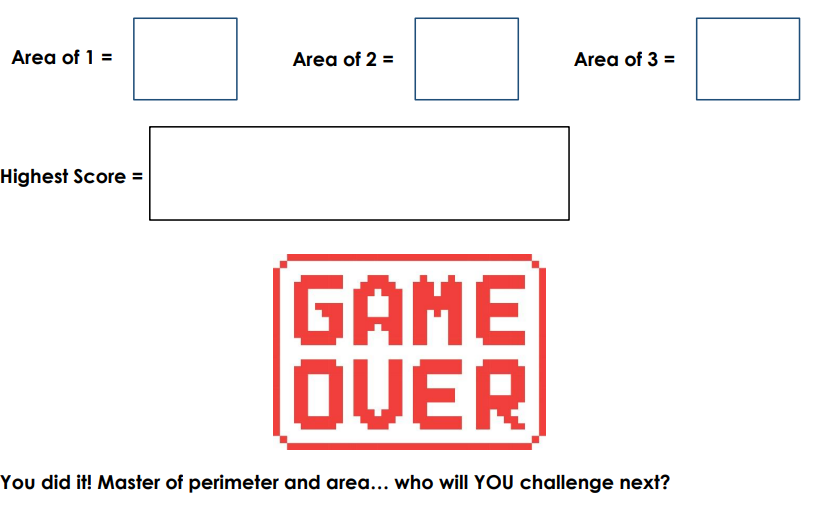 Area of 1 = Area of 2 = Area of 3 =
Highest Score =
GAME
OVER
You did it! Master of perimeter and area... who will YOU challenge next?